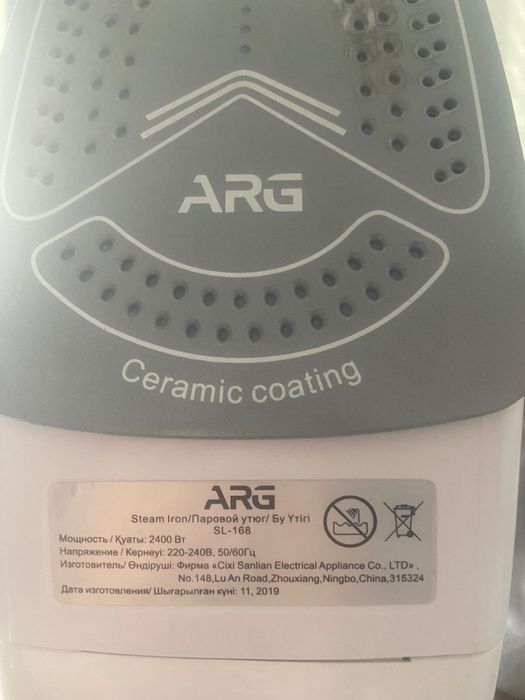 ARG
Ceramic coating
ARG
Steam Iron/Паровой утюг/ Бу Үтігі
SL-168
Мощность / Қуаты: 2400 Вт
Напряжение / Кернеуі: 220-240В, 50/60Гц
Изготовитель/ Өндіруші: Фирма «Cixi Sanlian Electrical Appliance Co., LTD» ,
No.148,Lu An Road,Zhouxiang,Ningbo,China,315324
Дата изготовления/ Шығарылған күні: 11, 2019